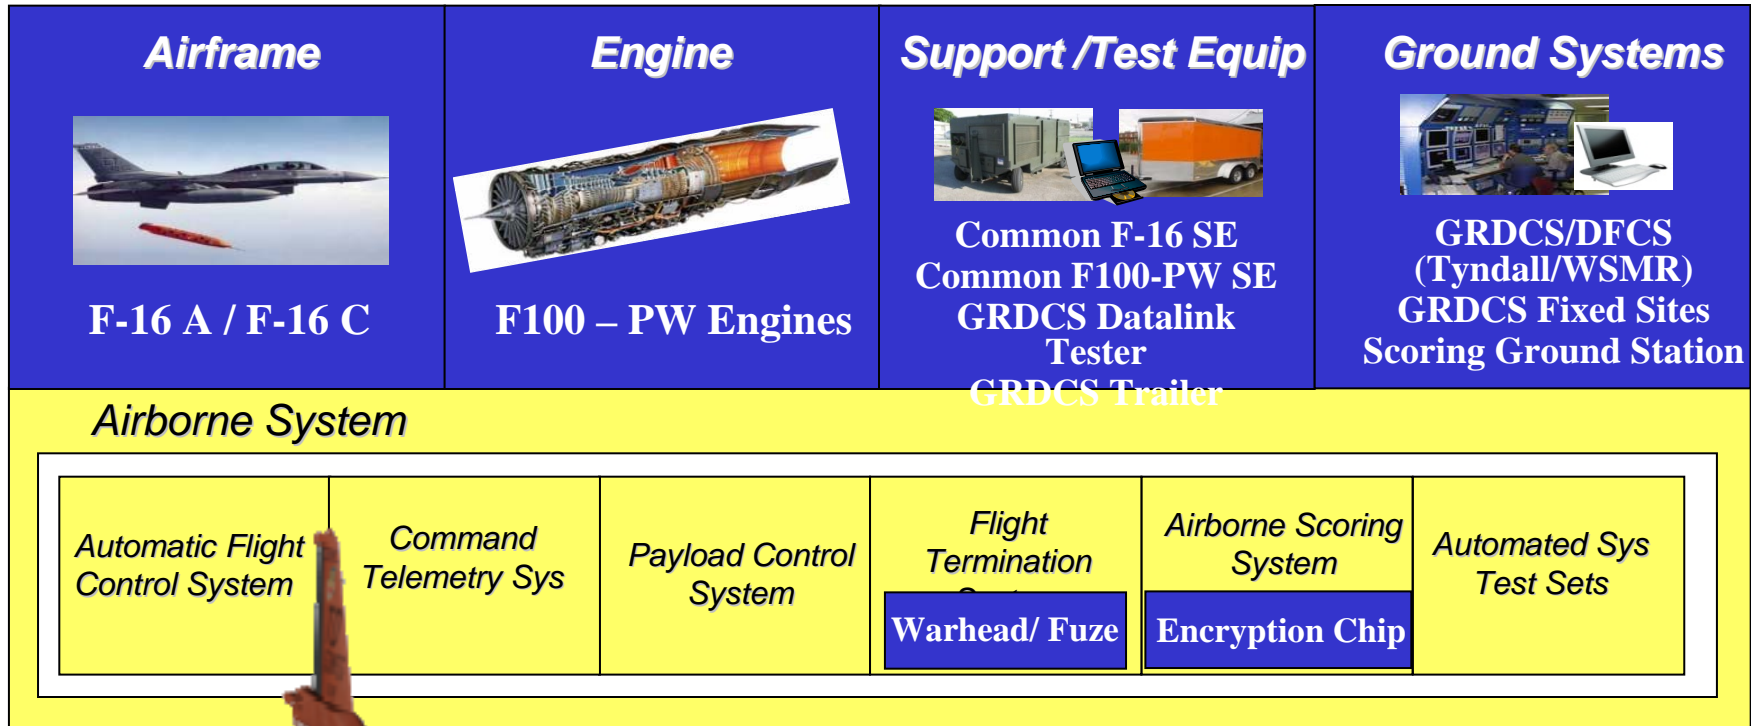 Airframe
Engine
Support /Test Equip
Ground Systems
F-16 A / F-16 C
F100 – PW Engines
Common F-16 SE
Common F100-PW SE
GRDCS Datalink
Tester
GRDCS Trailer
GRDCS/DFCS
(Tyndall/WSMR)
GRDCS Fixed Sites
Scoring Ground Station
Airborne System
Automatic Flight
Control System
Command
Telemetry Sys
Payload Control
System
Flight
Termination
Warhead/ Fuze
Airborne Scoring
System
Encryption Chip
Automated Sys
Test Sets